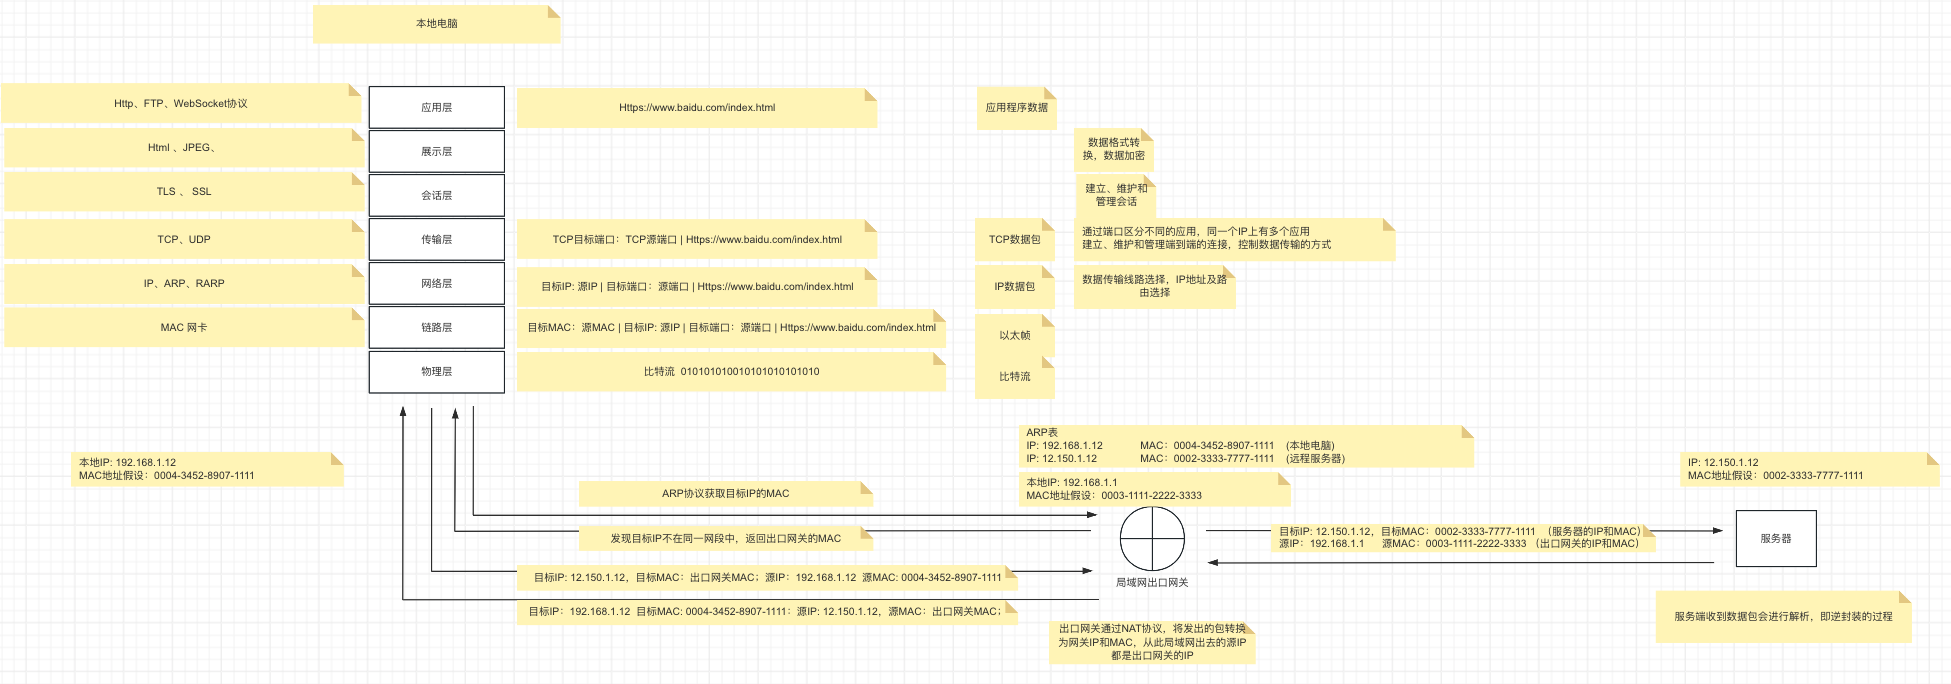 本地电脑
Http、FTP、WebSocket协议
应用层
Https://www.baidu.com/index.html
应用程序数据
Html 、JPEG、
展示层
数据格式转
换，数据加密
TLS 、 SSL
会话层
建立、维护和
管理会话
TCP、UDP
传输层
TCP目标端口：TCP源端口 | Https://www.baidu.com/index.html
TCP数据包
通过端口区分不同的应用，同一个IP上有多个应用
建立、维护和管理端到端的连接，控制数据传输的方式
IP、ARP、RARP
网络层
目标IP: 源IP | 目标端口：源端口 | Https://www.baidu.com/index.html
IP数据包
数据传输线路选择，IP地址及路
由选择
MAC 网卡
链路层
目标MAC：源MAC | 目标IP: 源IP | 目标端口：源端口 | Https://www.baidu.com/index.html
以太帧
物理层
比特流 010101010010101010101010
比特流
本地IP: 192.168.1.12
MAC地址假设：0004-3452-8907-1111
ARP表
IP: 192.168.1.12 MAC：0004-3452-8907-1111 (本地电脑)
IP: 12.150.1.12 MAC：0002-3333-7777-1111 (远程服务器)
本地IP: 192.168.1.1
MAC地址假设：0003-1111-2222-3333
IP: 12.150.1.12
MAC地址假设：0002-3333-7777-1111
ARP协议获取目标IP的MAC
发现目标IP不在同一网段中，返回出口网关的MAC
目标IP: 12.150.1.12，目标MAC：出口网关MAC；源IP：192.168.1.12 源MAC: 0004-3452-8907-1111
目标IP：192.168.1.12 目标MAC: 0004-3452-8907-1111：源IP: 12.150.1.12，源MAC：出口网关MAC；
局域网出口网关
目标IP: 12.150.1.12，目标MAC：0002-3333-7777-1111 （服务器的IP和MAC）
源IP：192.168.1.1 源MAC：0003-1111-2222-3333 （出口网关的IP和MAC）
服务器
出口网关通过NAT协议，将发出的包转换
为网关IP和MAC，从此局域网出去的源IP
都是出口网关的IP
服务端收到数据包会进行解析，即逆封装的过程